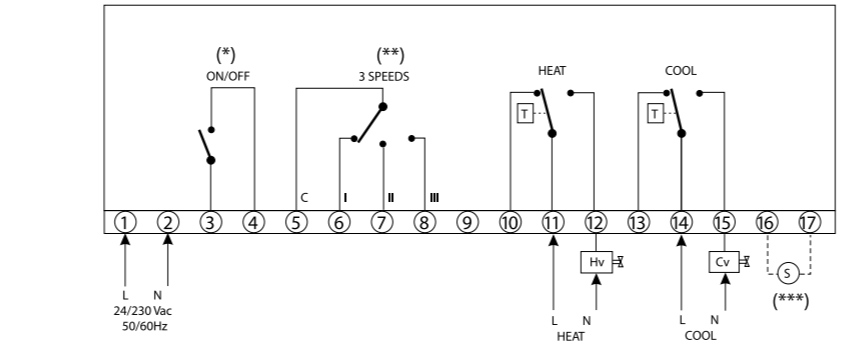 (*)
ON/OFF
(**)
3 SPEEDS
HEAT
COOL
T
T
C I II III
1 2 3 4 5 6 7 8 9 10 11 12 13 14 15 16 17
Hv
Cv
S
(***)
L N
24/230 Vac
50/60Hz
L N
HEAT
L N
COOL